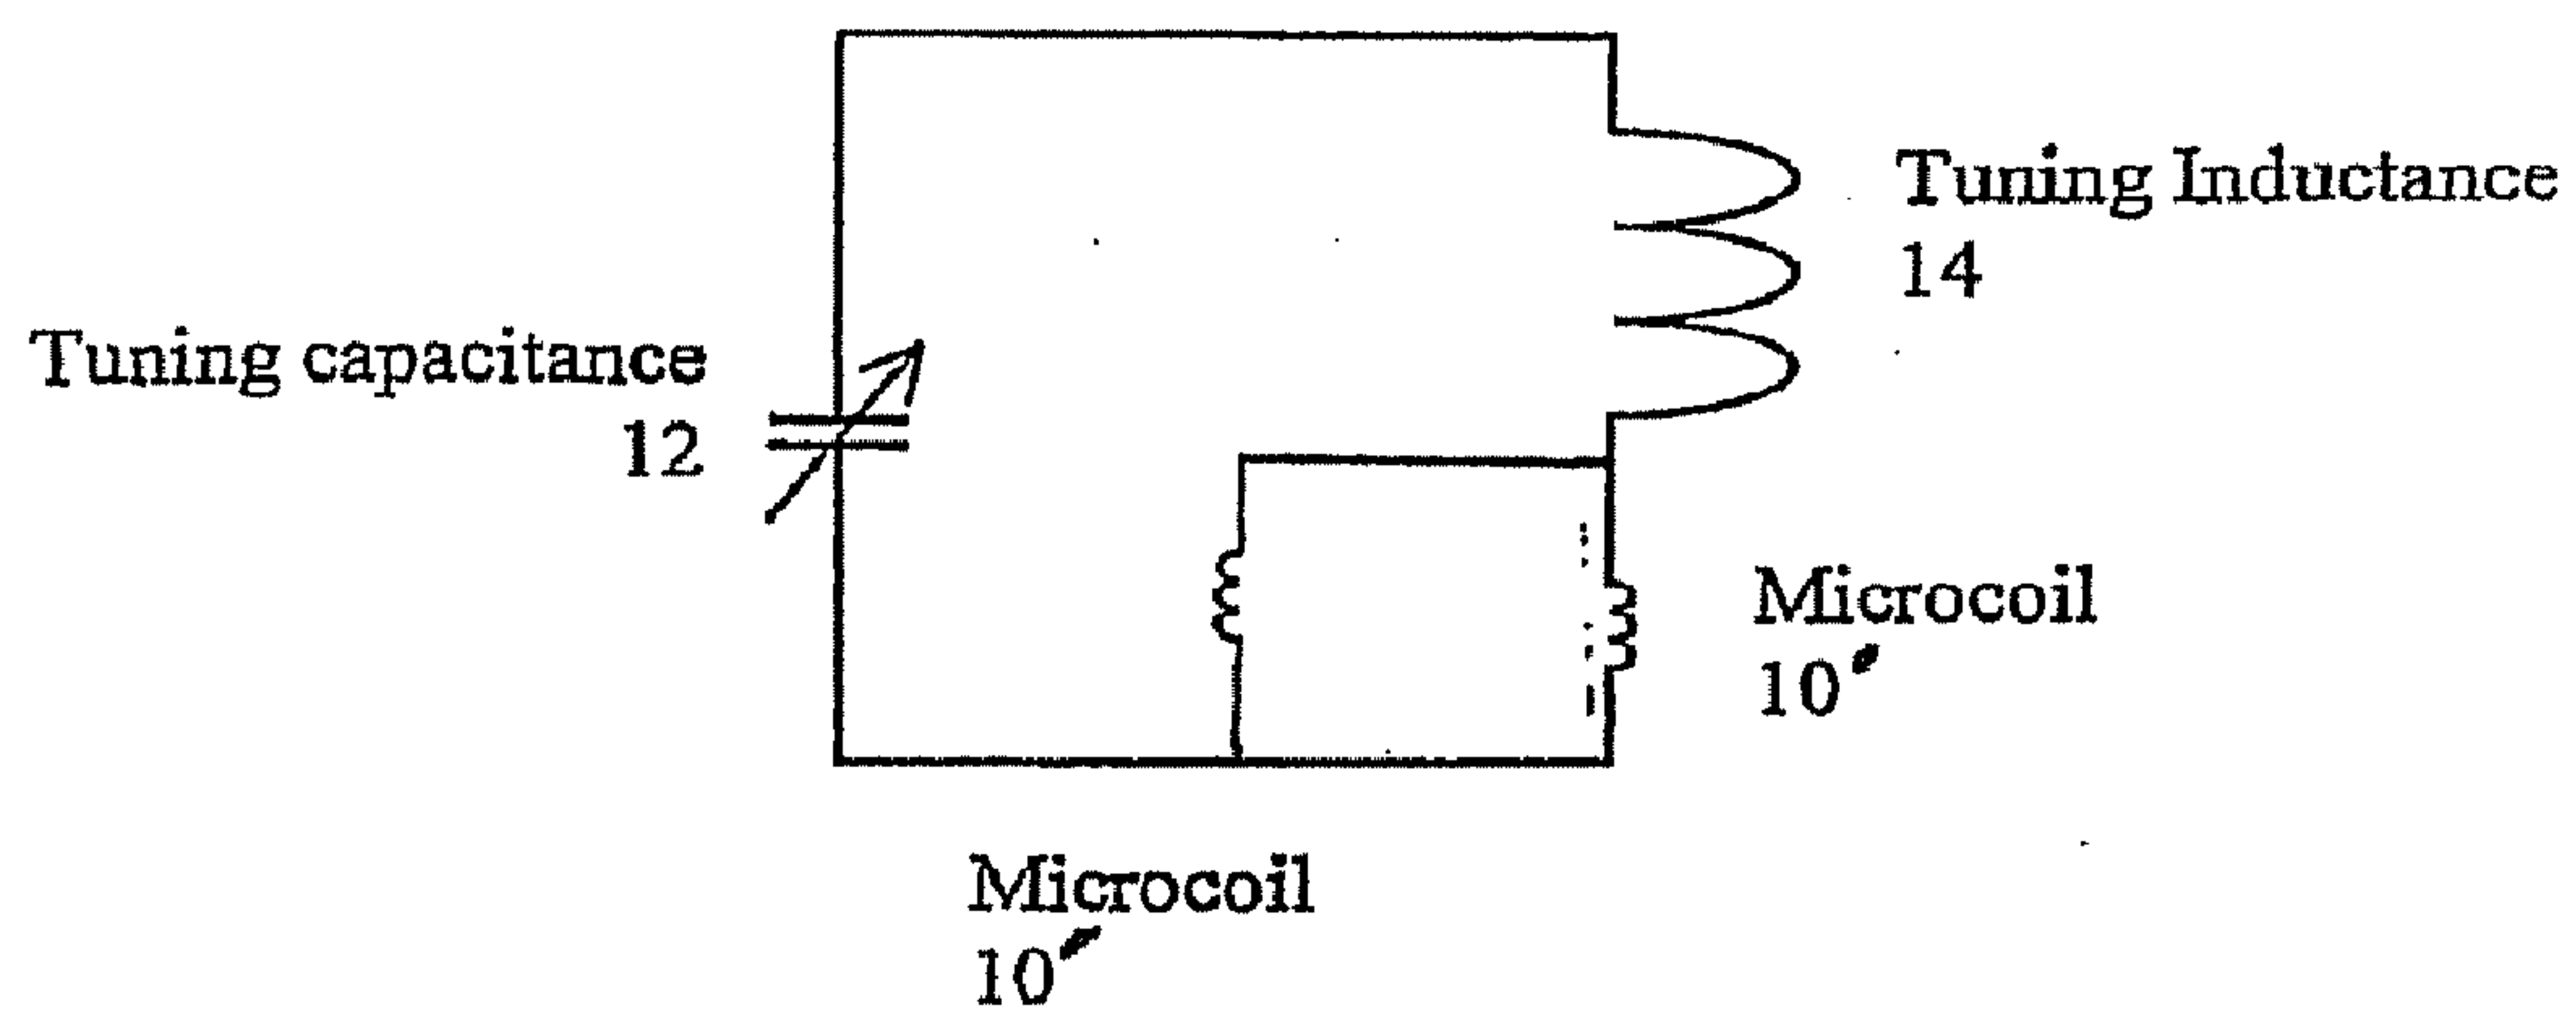 Tuning Inductance
14
Tuning capacitance
12
Microcoil
10'
Microcoil
10'